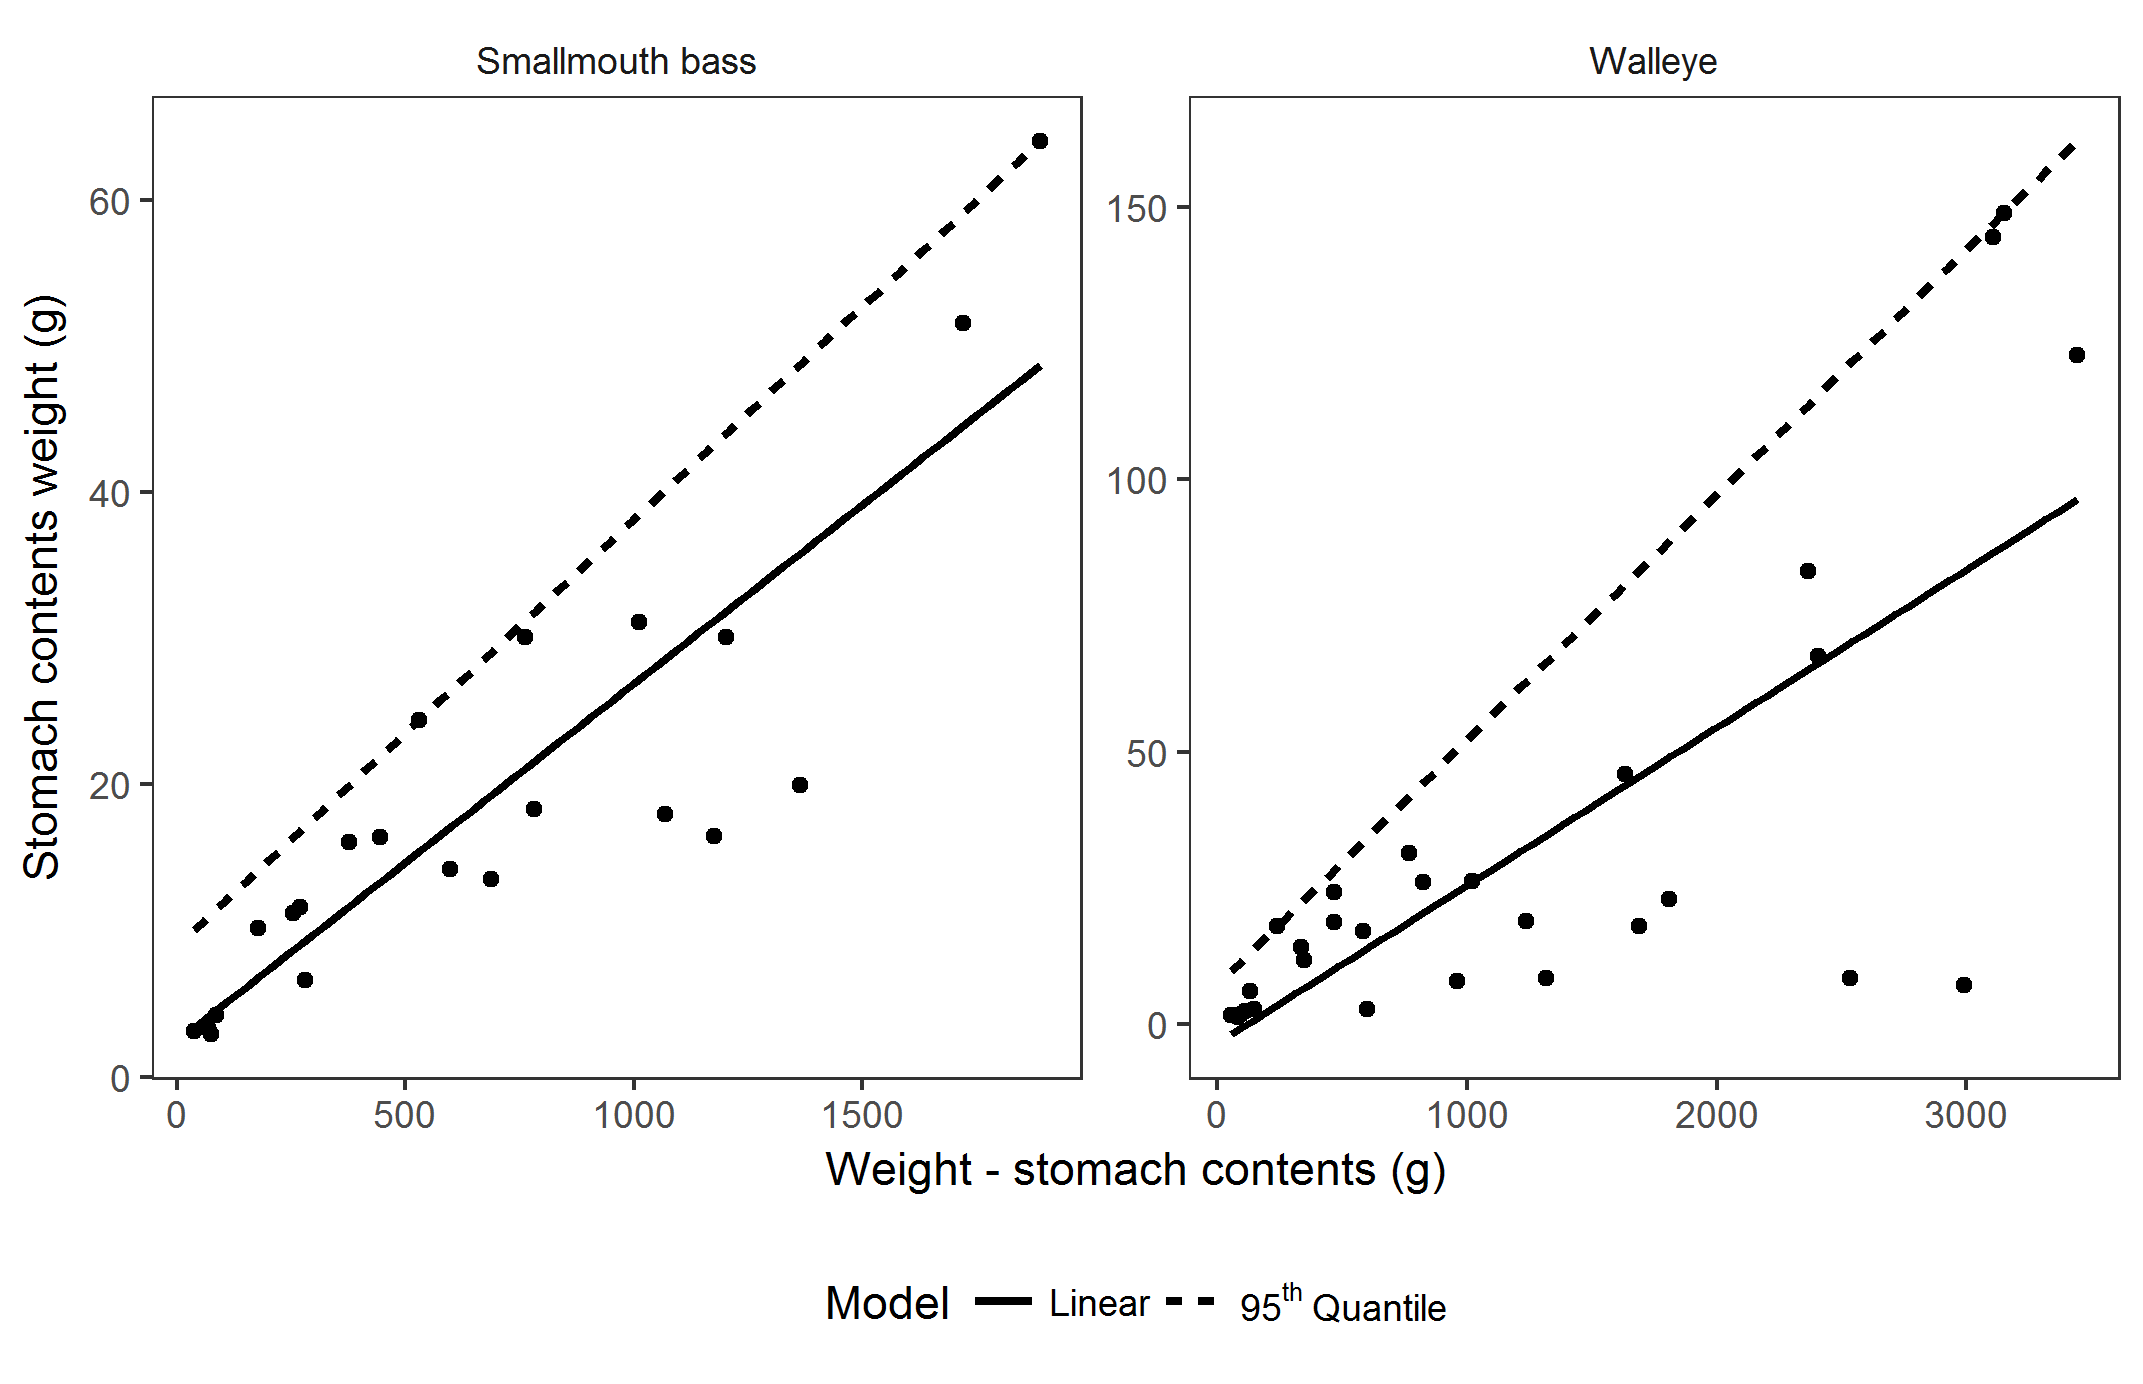 Smallmouth bass
Walleye
Stomach contents weight (g)
60
40
20
0
150
100
50
0
0 500 1000 1500
0 1000 2000 3000
Weight - stomach contents (g)
Model Linear 95th Quantile